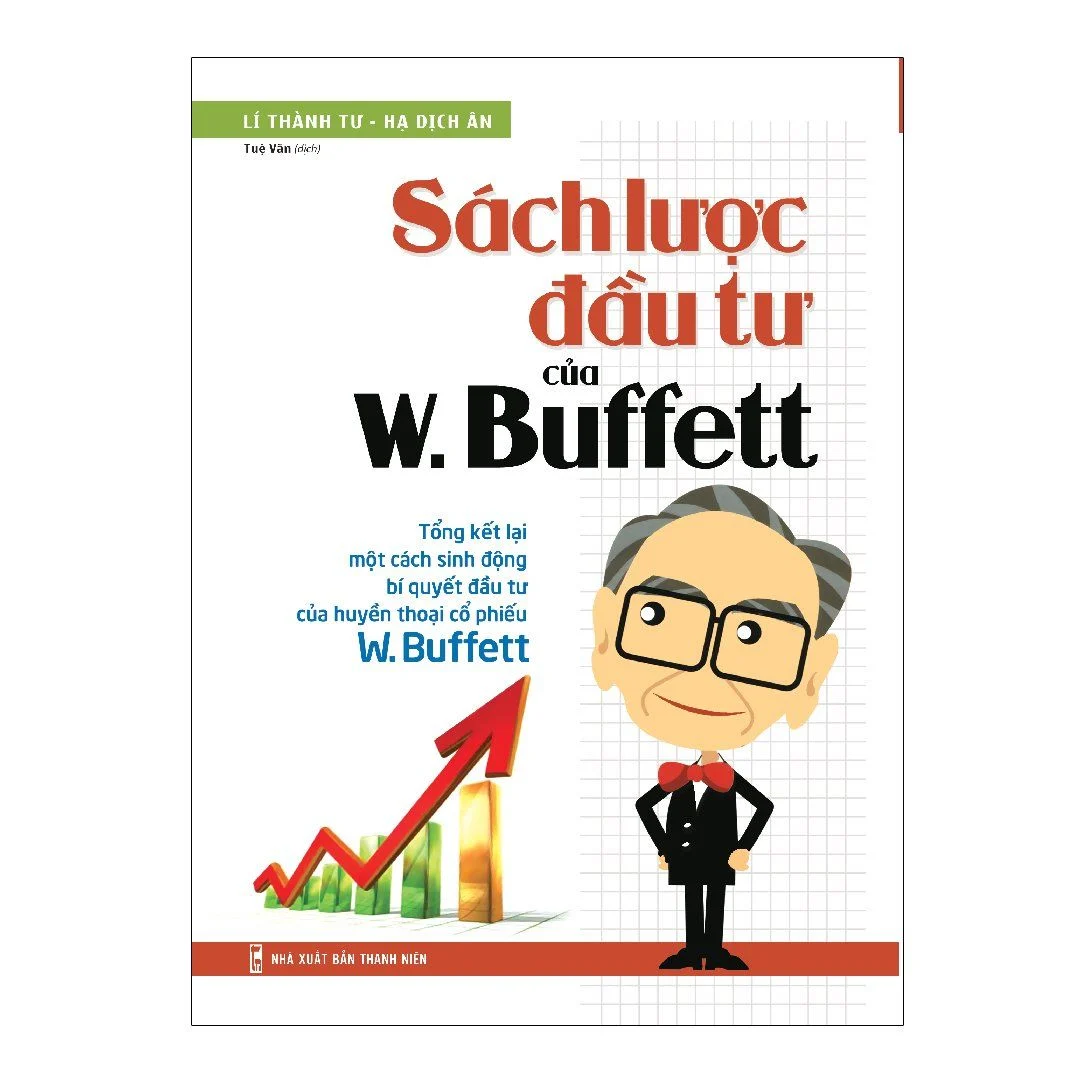 LÍ THÀNH TƯ - HẠ DỊCH ÂN
Tuệ Văn (dịch)
Sách lược
đầu tư
của
W. Buffett
Tổng kết lại
một cách sinh động
bí quyết đầu tư
của huyền thoại cổ phiếu
W. Buffett
NHÀ XUẤT BẢN THANH NIÊN